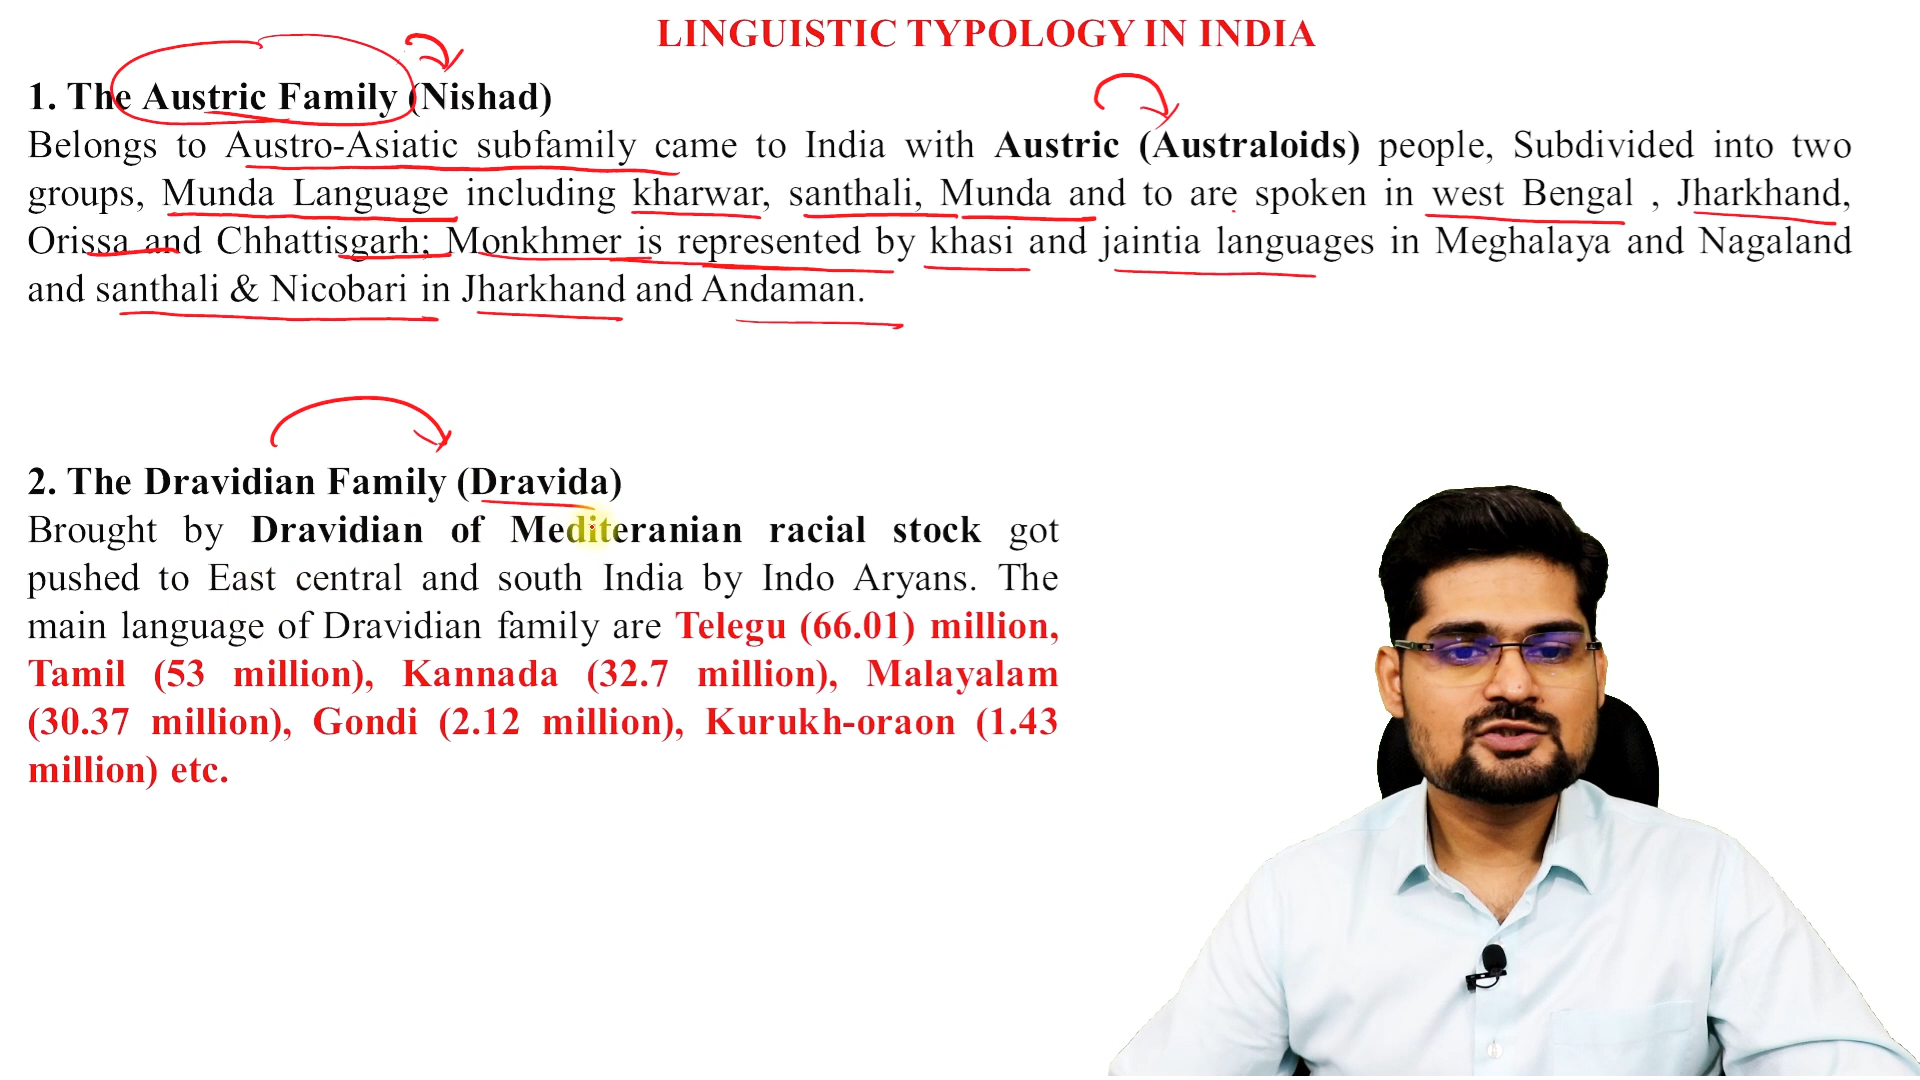 LINGUISTIC TYPOLOGY IN INDIA
1. The Austric Family (Nishad)
Belongs to Austro-Asiatic subfamily came to India with Austric (Australoids) people, Subdivided into two
groups, Munda Language including kharwar, santhali, Munda and to are spoken in west Bengal , Jharkhand,
Orissa and Chhattisgarh; Monkhmer is represented by khasi and jaintia languages in Meghalaya and Nagaland
and santhali & Nicobari in Jharkhand and Andaman.
2. The Dravidian Family (Dravida)
Brought by Dravidian of Mediteranian racial stock got
pushed to East central and south India by Indo Aryans. The
main language of Dravidian family are Telegu (66.01) million,
Tamil (53 million), Kannada (32.7 million), Malayalam
(30.37 million), Gondi (2.12 million), Kurukh-oraon (1.43
million) etc.